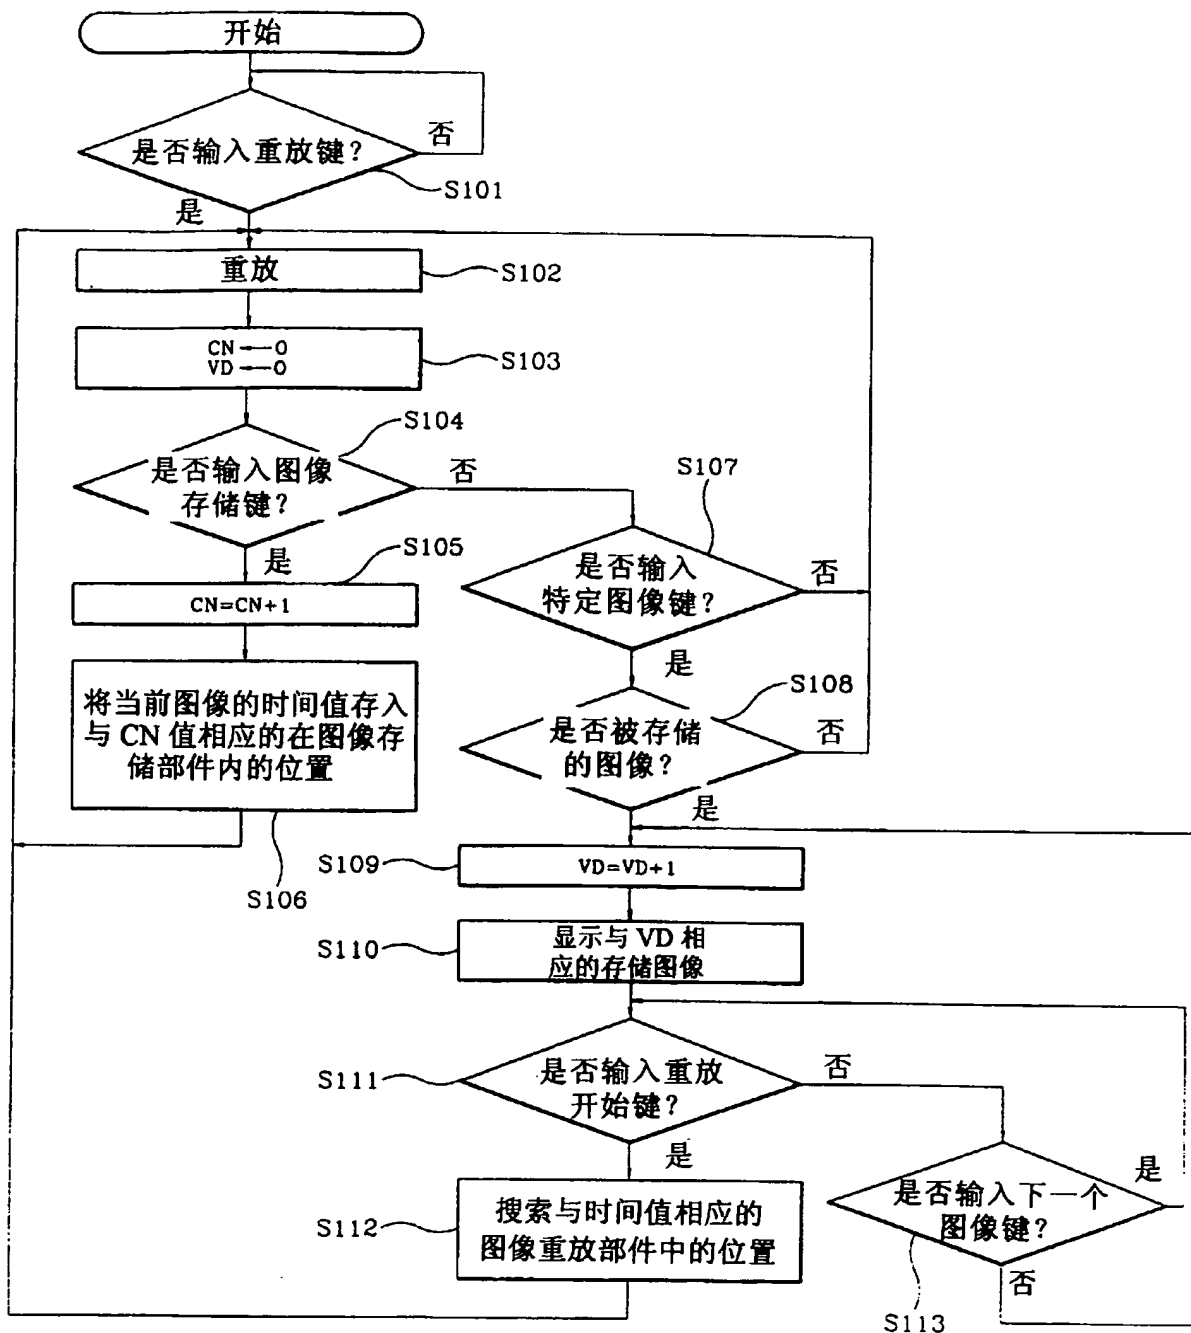 开始
是否输入重放键？
否
S101
是
重放
S102
CN←0
VD←0
S103
S104
是否输入图像
存储键？
否
S107
是
S105
CN=CN+1
是否输入
特定图像键？
否
是
将当前图像的时间值存入
与 CN 值相应的在图像存
储部件内的位置
S106
S108
是否被存储
的图像？
否
是
S109
VD=VD+1
S110
显示与 VD 相
应的存储图像
S111
是否输入重放
开始键？
否
是
S112
搜索与时间值相应的
图像重放部件中的位置
是否输入下一个
图像键？
是
否
S113